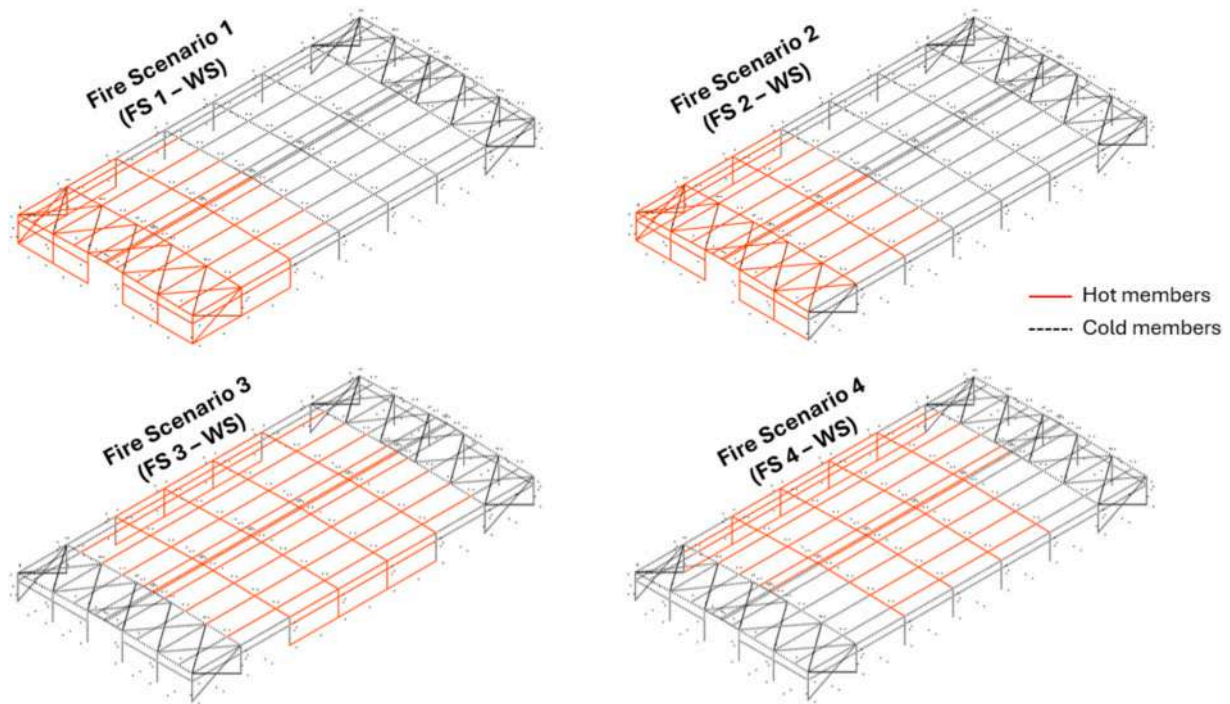 Fire Scenario 1
(FS 1 – WS)
Fire Scenario 2
(FS 2 – WS)
Hot members
Cold members
Fire Scenario 3
(FS 3 – WS)
Fire Scenario 4
(FS 4 – WS)